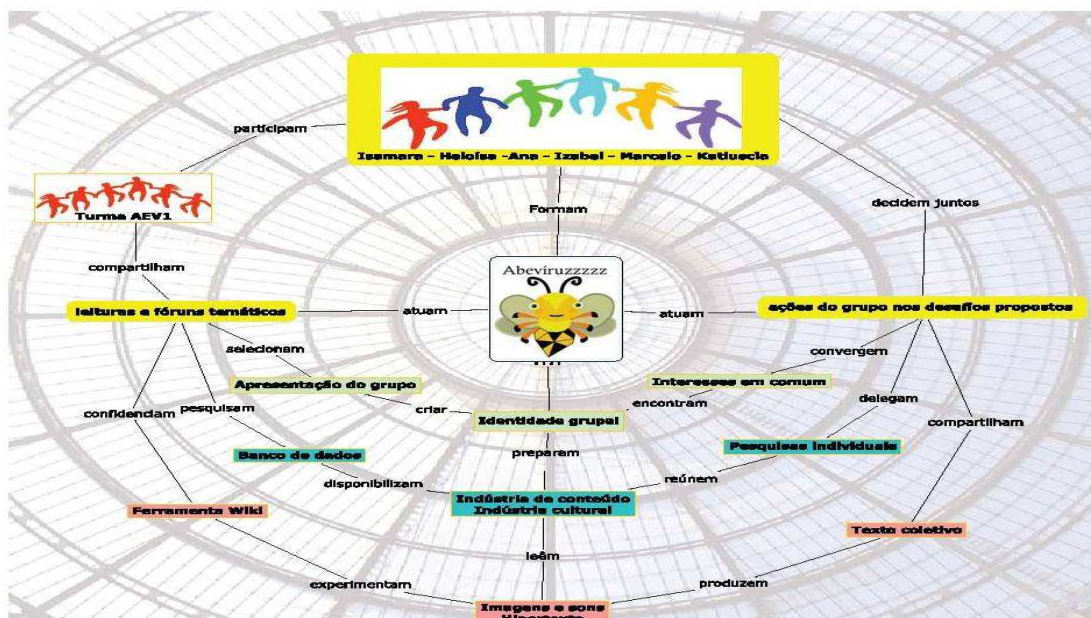 participam
Isamara - Heloísa -Ana - Izabel - Marcelo - Katiuscia
Turma AEV1
Formam
decidem juntos
compartilham
Abevíruzzzzz
leituras e fóruns temáticos
atuam
atuam
ações do grupo nos desafios propostos
selecionam
convergem
Apresentação do grupo
Interesses em comum
confidenciam
pesquisam
criar
encontram
delegam
compartilham
Identidade grupal
Banco de dados
preparam
Pesquisas individuais
disponibilizam
reúnem
Indústria de conteúdo
Indústria cultural
Ferramenta Wiki
Texto coletivo
leêm
experimentam
produzem
Imagens e sons